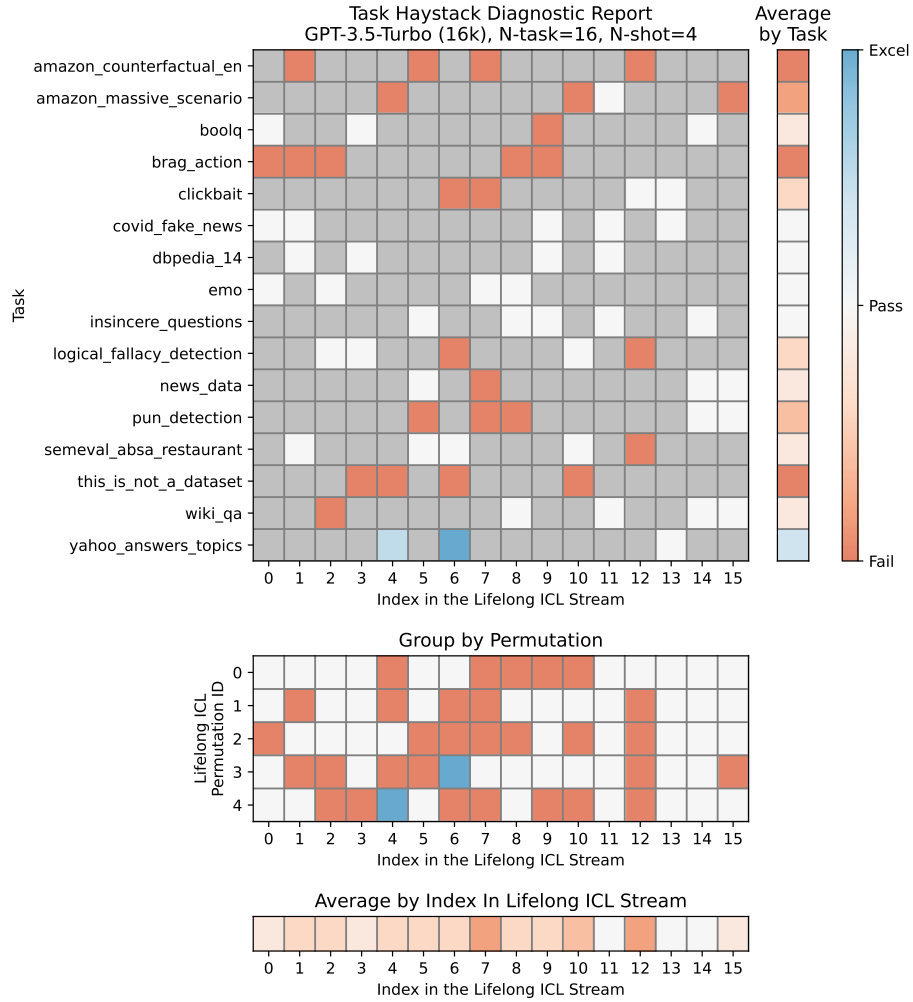 Task Haystack Diagnostic Report
GPT-3.5-Turbo (16k), N-task=16, N-shot=4
Average
by Task
Task
amazon_counterfactual_en
amazon_massive_scenario
boolq
brag_action
clickbait
covid_fake_news
dbpedia_14
emo
insincere_questions
logical_fallacy_detection
news_data
pun_detection
semeval_absa_restaurant
this_is_not_a_dataset
wiki_qa
yahoo_answers_topics
0 1 2 3 4 5 6 7 8 9 10 11 12 13 14 15
Index in the Lifelong ICL Stream
Excel
Pass
Fail
Group by Permutation
Lifelong ICL
Permutation ID
0
1
2
3
4
0 1 2 3 4 5 6 7 8 9 10 11 12 13 14 15
Index in the Lifelong ICL Stream
Average by Index In Lifelong ICL Stream
0 1 2 3 4 5 6 7 8 9 10 11 12 13 14 15
Index in the Lifelong ICL Stream